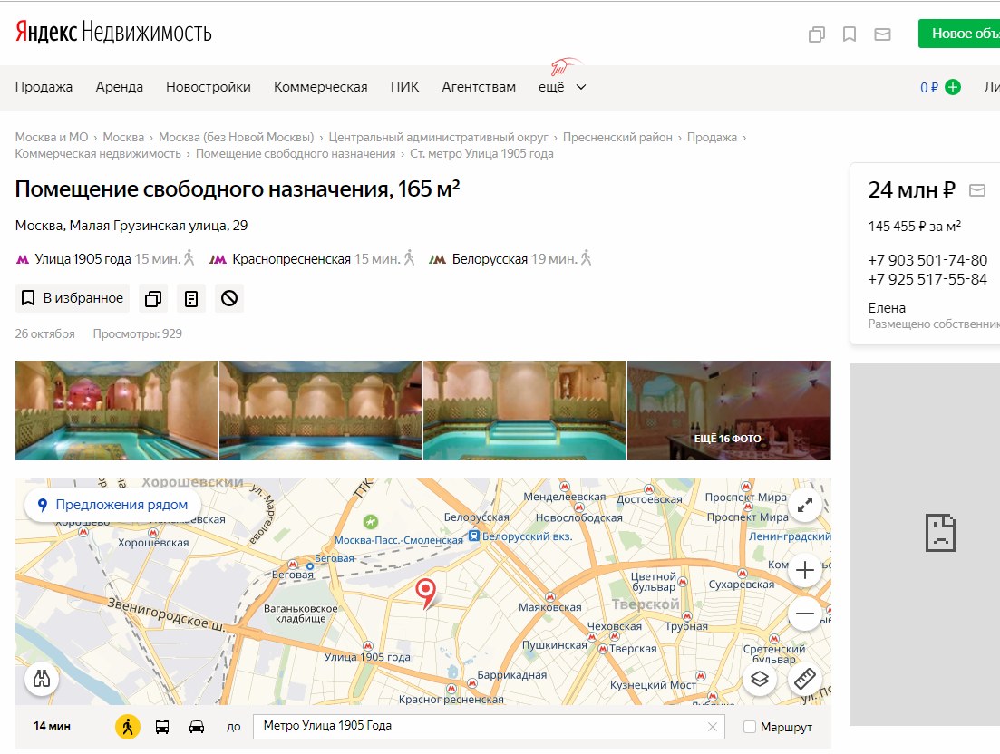 Яндекс Недвижимость
Новое объ
Продажа Аренда Новостройки Коммерческая ПИК Агентствам ещё 0 ₽ Ли
Москва и МО › Москва › Москва (без Новой Москвы) › Центральный административный округ › Пресненский район › Продажа ›
Коммерческая недвижимость › Помещение свободного назначения › Ст. метро Улица 1905 года
Помещение свободного назначения, 165 м²
Москва, Малая Грузинская улица, 29
Улица 1905 года 15 мин. Краснопресненская 15 мин. Белорусская 19 мин.
В избранное
26 октября Просмотры: 929
24 млн ₽
145 455 ₽ за м²
+7 903 501-74-80
+7 925 517-55-84
Елена
Размещено собственник
ЕЩЁ 16 ФОТО
Предложения рядом
Хорошёвский
ул. Маргелова
ТТК
Менделеевская
Достоевская
Проспект Мира
Новослободская
Проспект Мира
Белорусская
Хорошёво
Хорошёвская
Москва-Пасс.-Смоленская
Белорусский вкз.
Ленинградский
Беговая
Беговая
Цветной
бульвар
Сухаревская
Тверской
Звенигородское ш.
Ваганьковское
кладбище
Маяковская
Чеховская
Трубная
Пушкинская
Тверская
Сретенский
бульвар
Улица 1905 года
Баррикадная
Кузнецкий Мост
Краснопресненская
14 мин до Метро Улица 1905 Года Маршрут